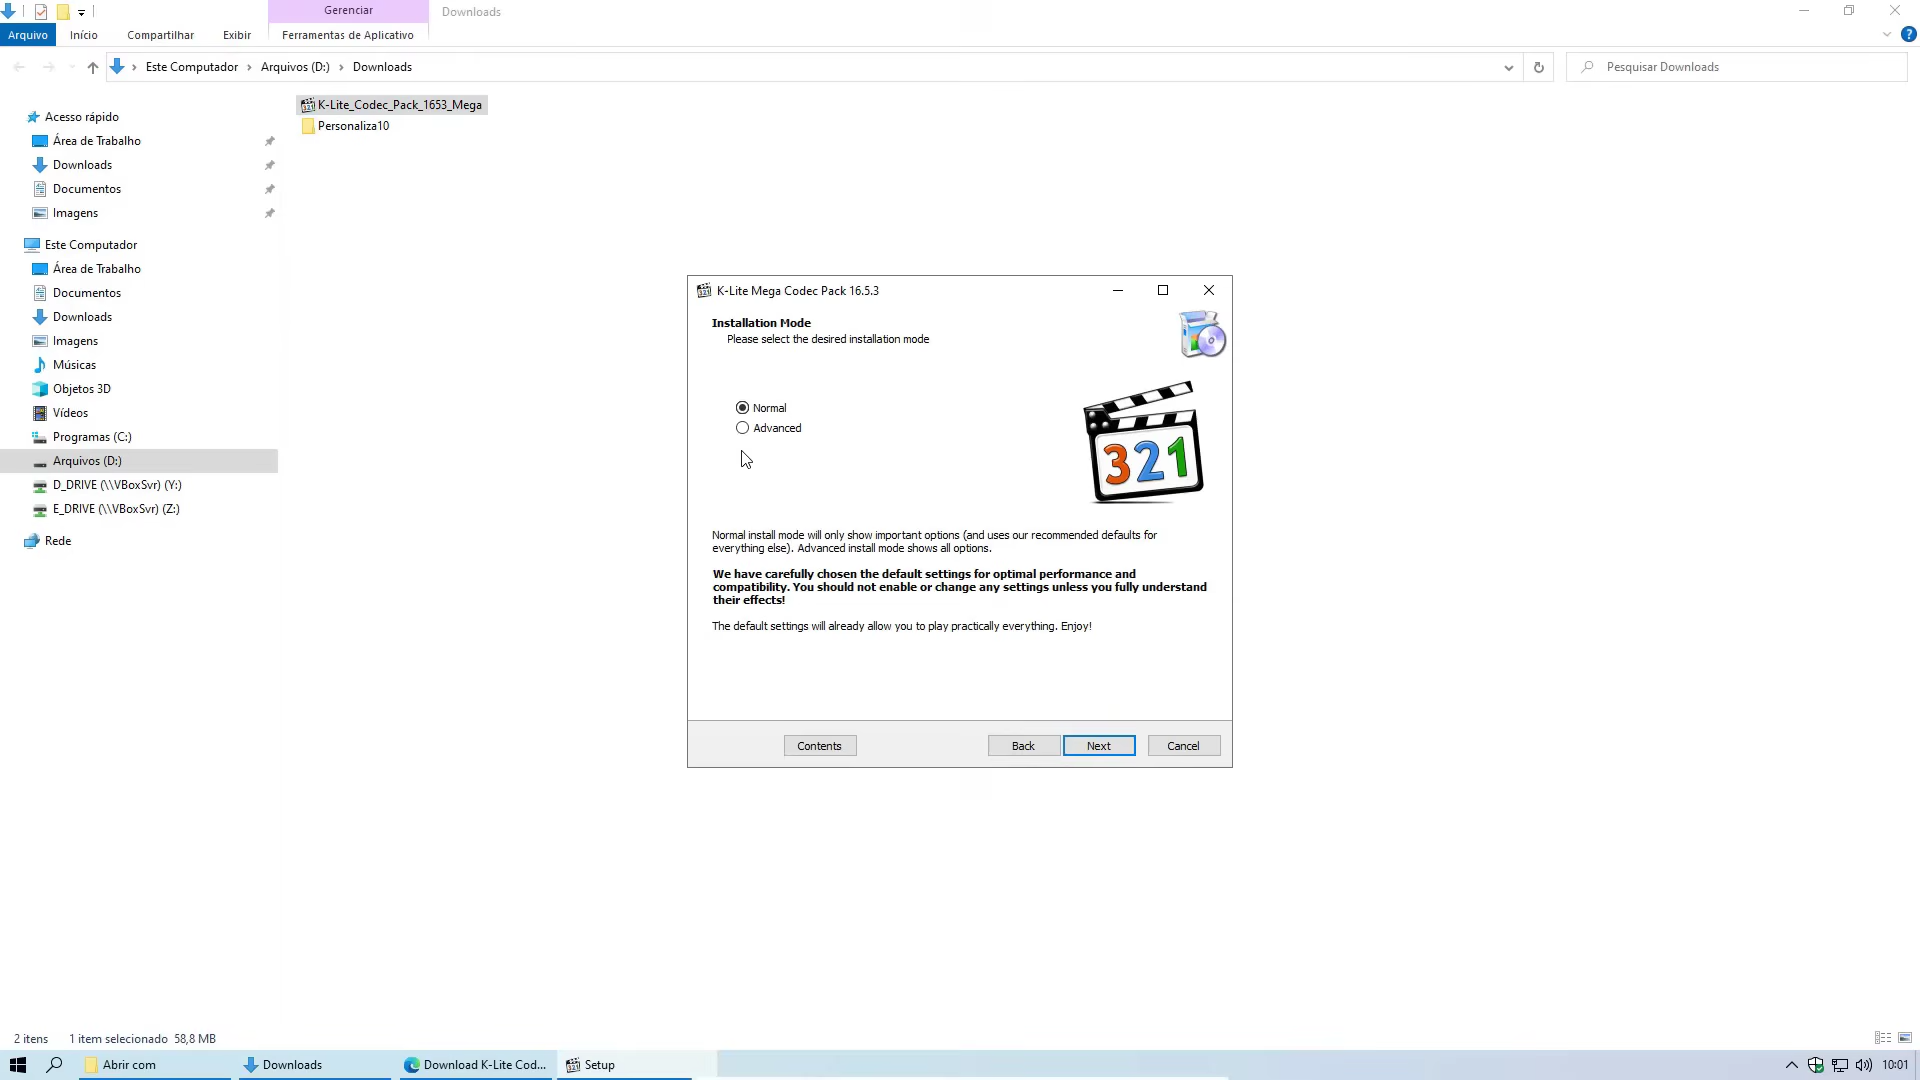 Gerenciar
Downloads
Arquivo
Início
Compartilhar
Exibir
Ferramentas de Aplicativo
Este Computador
Arquivos (D:)
Downloads
Pesquisar Downloads
Acesso rápido
Área de Trabalho
Downloads
Documentos
Imagens
Este Computador
Área de Trabalho
Documentos
Downloads
Imagens
Músicas
Objetos 3D
Vídeos
Programas (C:)
Arquivos (D:)
D_DRIVE (\\VBoxSvr) (Y:)
E_DRIVE (\\VBoxSvr) (Z:)
Rede
K-Lite_Codec_Pack_1653_Mega
Personaliza10
K-Lite Mega Codec Pack 16.5.3
Installation Mode
Please select the desired installation mode
Normal
Advanced
321
Normal install mode will only show important options (and uses our recommended defaults for
everything else). Advanced install mode shows all options.
We have carefully chosen the default settings for optimal performance and
compatibility. You should not enable or change any settings unless you fully understand
their effects!
The default settings will already allow you to play practically everything. Enjoy!
Contents
Back
Next
Cancel
2 itens
1 item selecionado 58,8 MB
Abrir com
Downloads
Download K-Lite Cod...
Setup
10:01